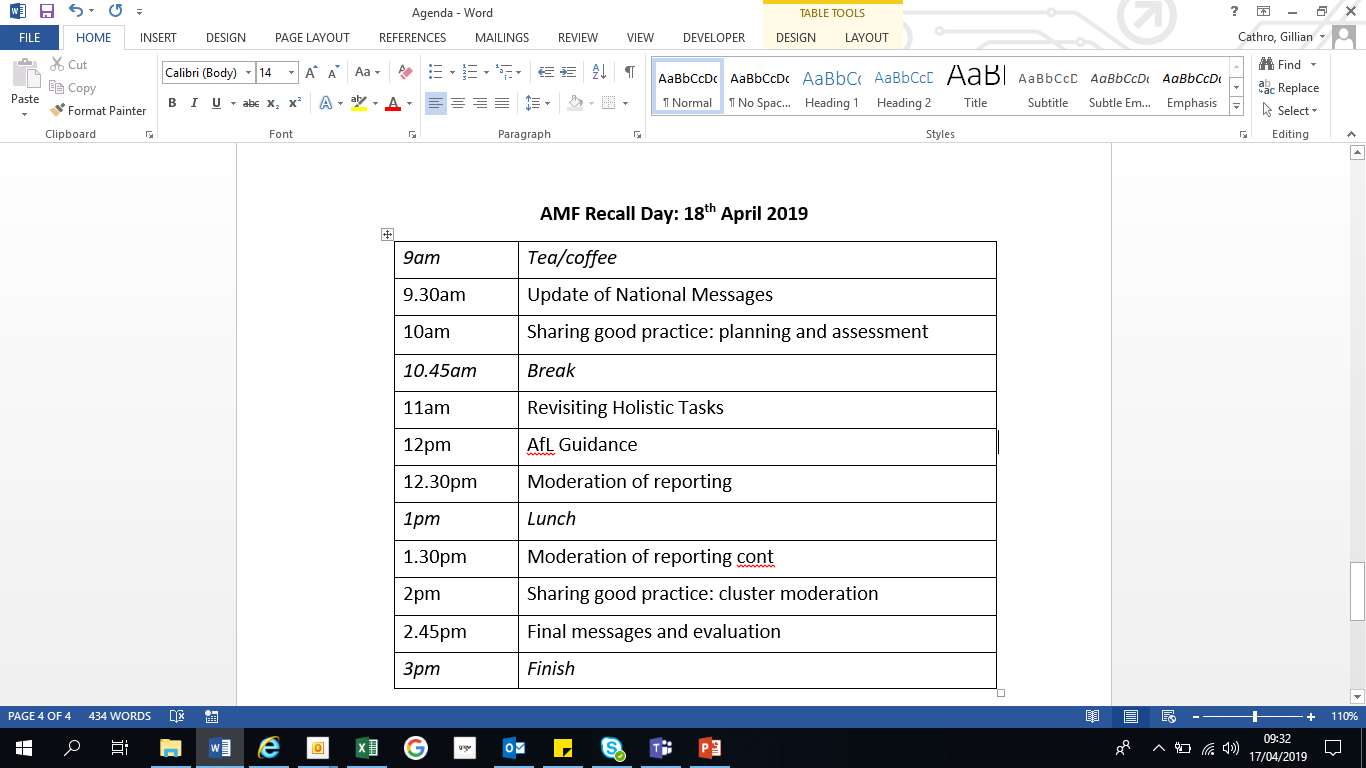 Agenda - Word
TABLE TOOLS
?
FILE HOME INSERT DESIGN PAGE LAYOUT REFERENCES MAILINGS REVIEW VIEW DEVELOPER DESIGN LAYOUT
Cathro, Gillian
Paste
Cut
Copy
Format Painter
Clipboard
Calibri (Body) 14
Aa
B I U abc x₂ x²
Font
Paragraph
AaBbCcDc AaBbCcDc AaBbCc AaBbCcD AaBl AaBbCcD AaBbCcDc AaBbCcDc
¶ Normal ¶ No Spac... Heading 1 Heading 2 Title Subtitle Subtle Em... Emphasis
Styles
Find
Replace
Select
Editing
AMF Recall Day: 18th April 2019
9am Tea/coffee
9.30am Update of National Messages
10am Sharing good practice: planning and assessment
10.45am Break
11am Revisiting Holistic Tasks
12pm AfL Guidance
12.30pm Moderation of reporting
1pm Lunch
1.30pm Moderation of reporting cont
2pm Sharing good practice: cluster moderation
2.45pm Final messages and evaluation
3pm Finish
PAGE 4 OF 4 434 WORDS
110%
09:32
17/04/2019